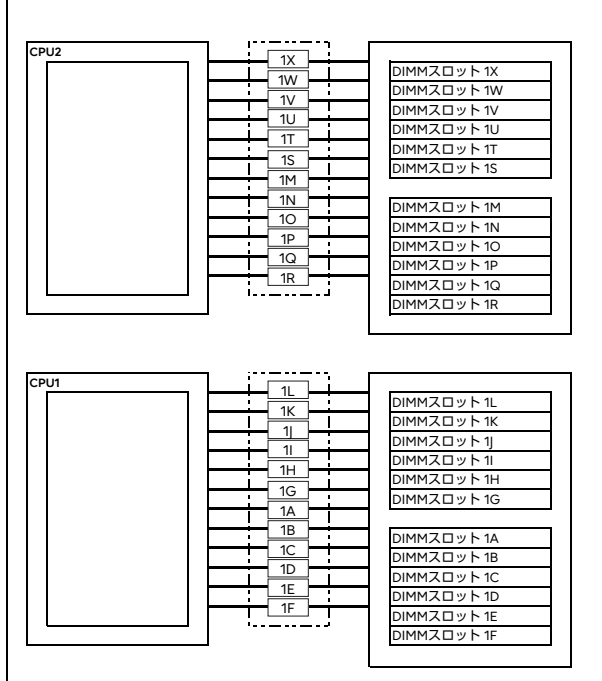 CPU2
1X
1W
1V
1U
1T
1S
1M
1N
1O
1P
1Q
1R
DIMMスロット 1X
DIMMスロット 1W
DIMMスロット 1V
DIMMスロット 1U
DIMMスロット 1T
DIMMスロット 1S
DIMMスロット 1M
DIMMスロット 1N
DIMMスロット 1O
DIMMスロット 1P
DIMMスロット 1Q
DIMMスロット 1R
CPU1
1L
1K
1J
1I
1H
1G
1A
1B
1C
1D
1E
1F
DIMMスロット 1L
DIMMスロット 1K
DIMMスロット 1J
DIMMスロット 1I
DIMMスロット 1H
DIMMスロット 1G
DIMMスロット 1A
DIMMスロット 1B
DIMMスロット 1C
DIMMスロット 1D
DIMMスロット 1E
DIMMスロット 1F